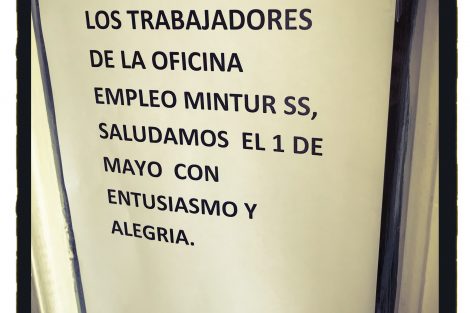 LOS TRABAJADORES
DE LA OFICINA
EMPLEO MINTUR SS,
SALUDAMOS EL 1 DE
MAYO CON
ENTUSIASMO Y
ALEGRIA.